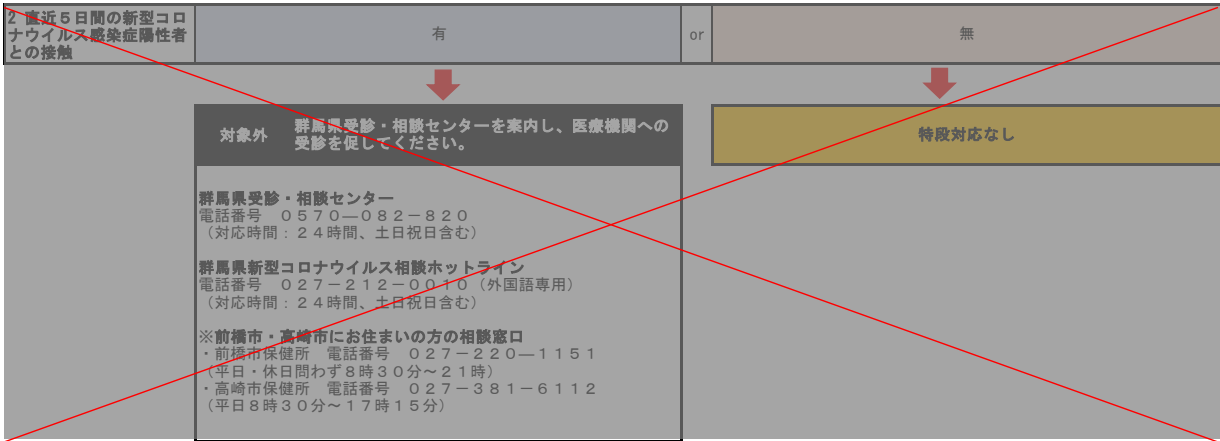 2 直近５日間の新型コロ
ナウイルス感染症陽性者
との接触
有
or
無
対象外
群馬県受診・相談センターを案内し、医療機関への
受診を促してください。
特段対応なし
群馬県受診・相談センター
電話番号　０５７０―０８２－８２０
（対応時間：２４時間、土日祝日含む）
群馬県新型コロナウイルス相談ホットライン
電話番号　０２７－２１２－００１０（外国語専用）
（対応時間：２４時間、土日祝日含む）
※前橋市・高崎市にお住まいの方の相談窓口
・前橋市保健所　電話番号　０２７－２２０―１１５１
（平日・休日問わず８時３０分～２１時）
・高崎市保健所　電話番号　０２７－３８１－６１１２
（平日８時３０分～１７時１５分）